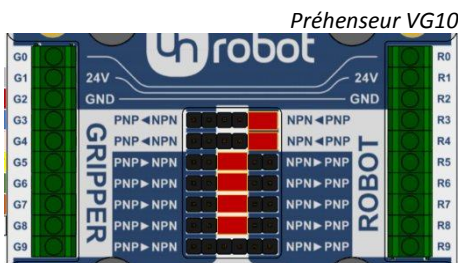 Préhenseur VG10
Unrobot
G0 R0
G1 24V 24V R1
G2 GND GND R2
G3 PNP◄NPN NPN◄PNP R3
G4 PNP◄NPN NPN◄PNP R4
G5 PNP►NPN NPN►PNP R5
G6 PNP►NPN NPN►PNP R6
G7 PNP►NPN NPN►PNP R7
G8 PNP►NPN NPN►PNP R8
G9 PNP►NPN NPN►PNP R9
GRIPPER
ROBOT